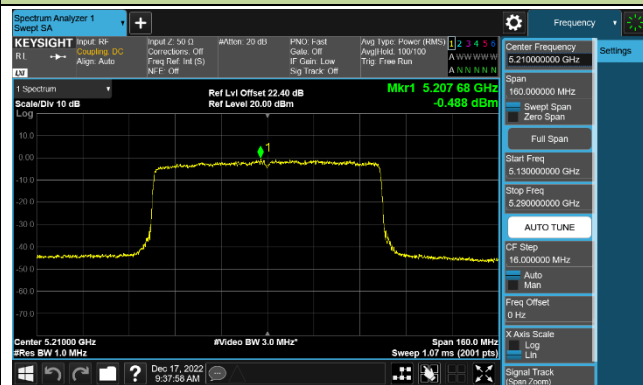 Spectrum Analyzer 1
Swept SA
Frequency
KEYSIGHT
RL
LXI
Input: RF
Coupling: DC
Align: Auto
Input Z: 50 Ω
Corrections: Off
Freq Ref: Int (S)
NFE: Off
#Atten: 20 dB
PNO: Fast
Gate: Off
IF Gain: Low
Sig Track: Off
Avg Type: Power (RMS)
Avg|Hold: 100/100
Trig: Free Run
1 2 3 4 5 6
A W W W W W
A N N N N N
1 Spectrum
Scale/Div 10 dB
Log
Ref Lvl Offset 22.40 dB
Ref Level 20.00 dBm
Mkr1 5.207 68 GHz
-0.488 dBm
1
10.0
0.00
-10.0
-20.0
-30.0
-40.0
-50.0
-60.0
-70.0
Center 5.21000 GHz
#Res BW 1.0 MHz
#Video BW 3.0 MHz*
Span 160.0 MHz
Sweep 1.07 ms (2001 pts)
Center Frequency
5.210000000 GHz
Settings
Span
160.000000 MHz
Swept Span
Zero Span
Full Span
Start Freq
5.130000000 GHz
Stop Freq
5.290000000 GHz
AUTO TUNE
CF Step
16.000000 MHz
Auto
Man
Freq Offset
0 Hz
X Axis Scale
Log
Lin
Signal Track
(Span Zoom)
Dec 17, 2022
9:37:58 AM